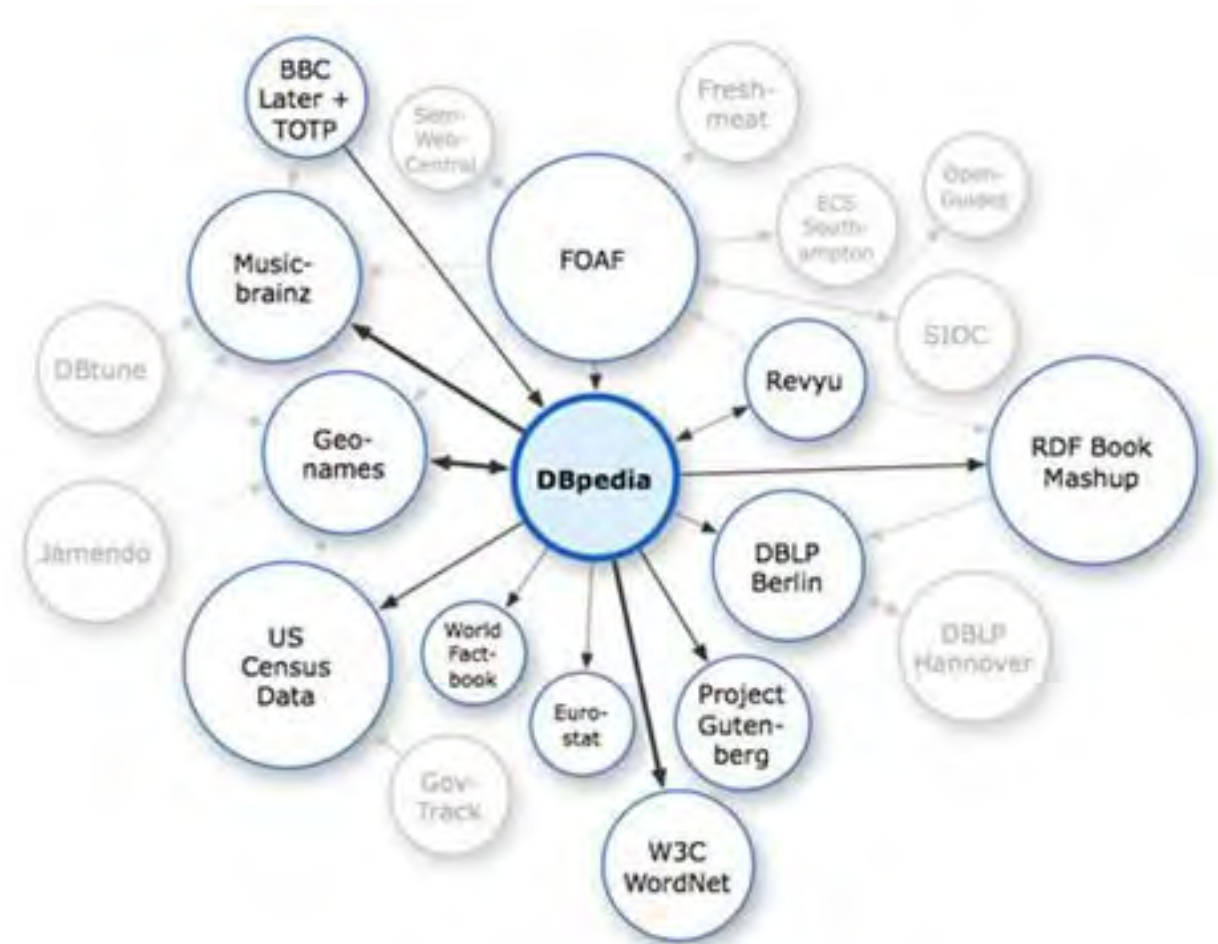 BBC
Later +
TOTP
Sem-
Web-
Central
Fresh-
meat
Open-
Guides
ECS
South-
ampton
FOAF
Music-
brainz
SIOC
DBtune
Revyu
Geo-
names
DBpedia
RDF Book
Mashup
Jamendo
DBLP
Berlin
US
Census
Data
World
Fact-
book
DBLP
Hannover
Euro-
stat
Project
Guten-
berg
Gov-
Track
W3C
WordNet